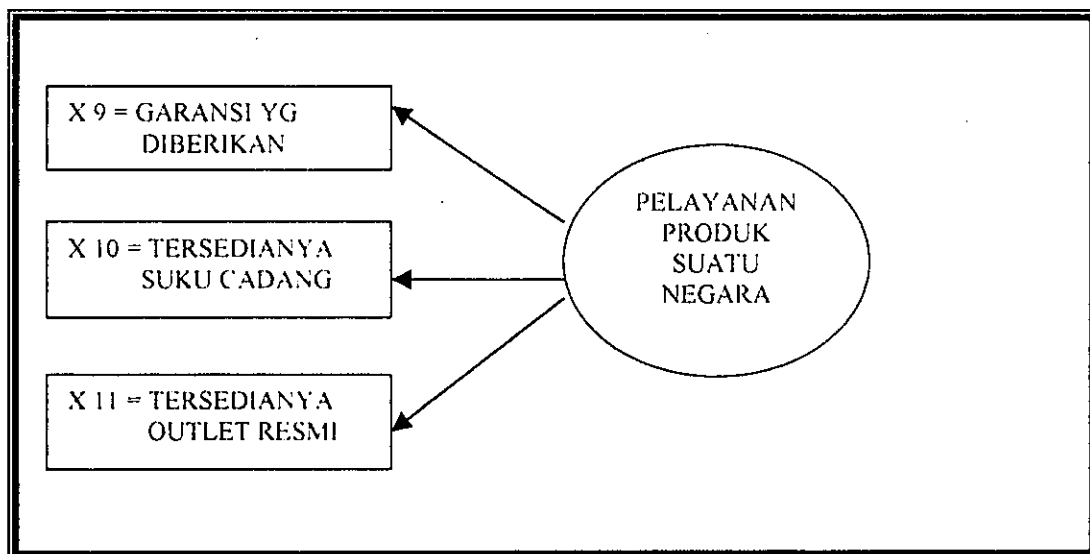 X 9 = GARANSI YG
DIBERIKAN
X 10 = TERSEDIANYA
SUKU CADANG
X 11 = TERSEDIANYA
OUTLET RESMI
PELAYANAN
PRODUK
SUATU
NEGARA